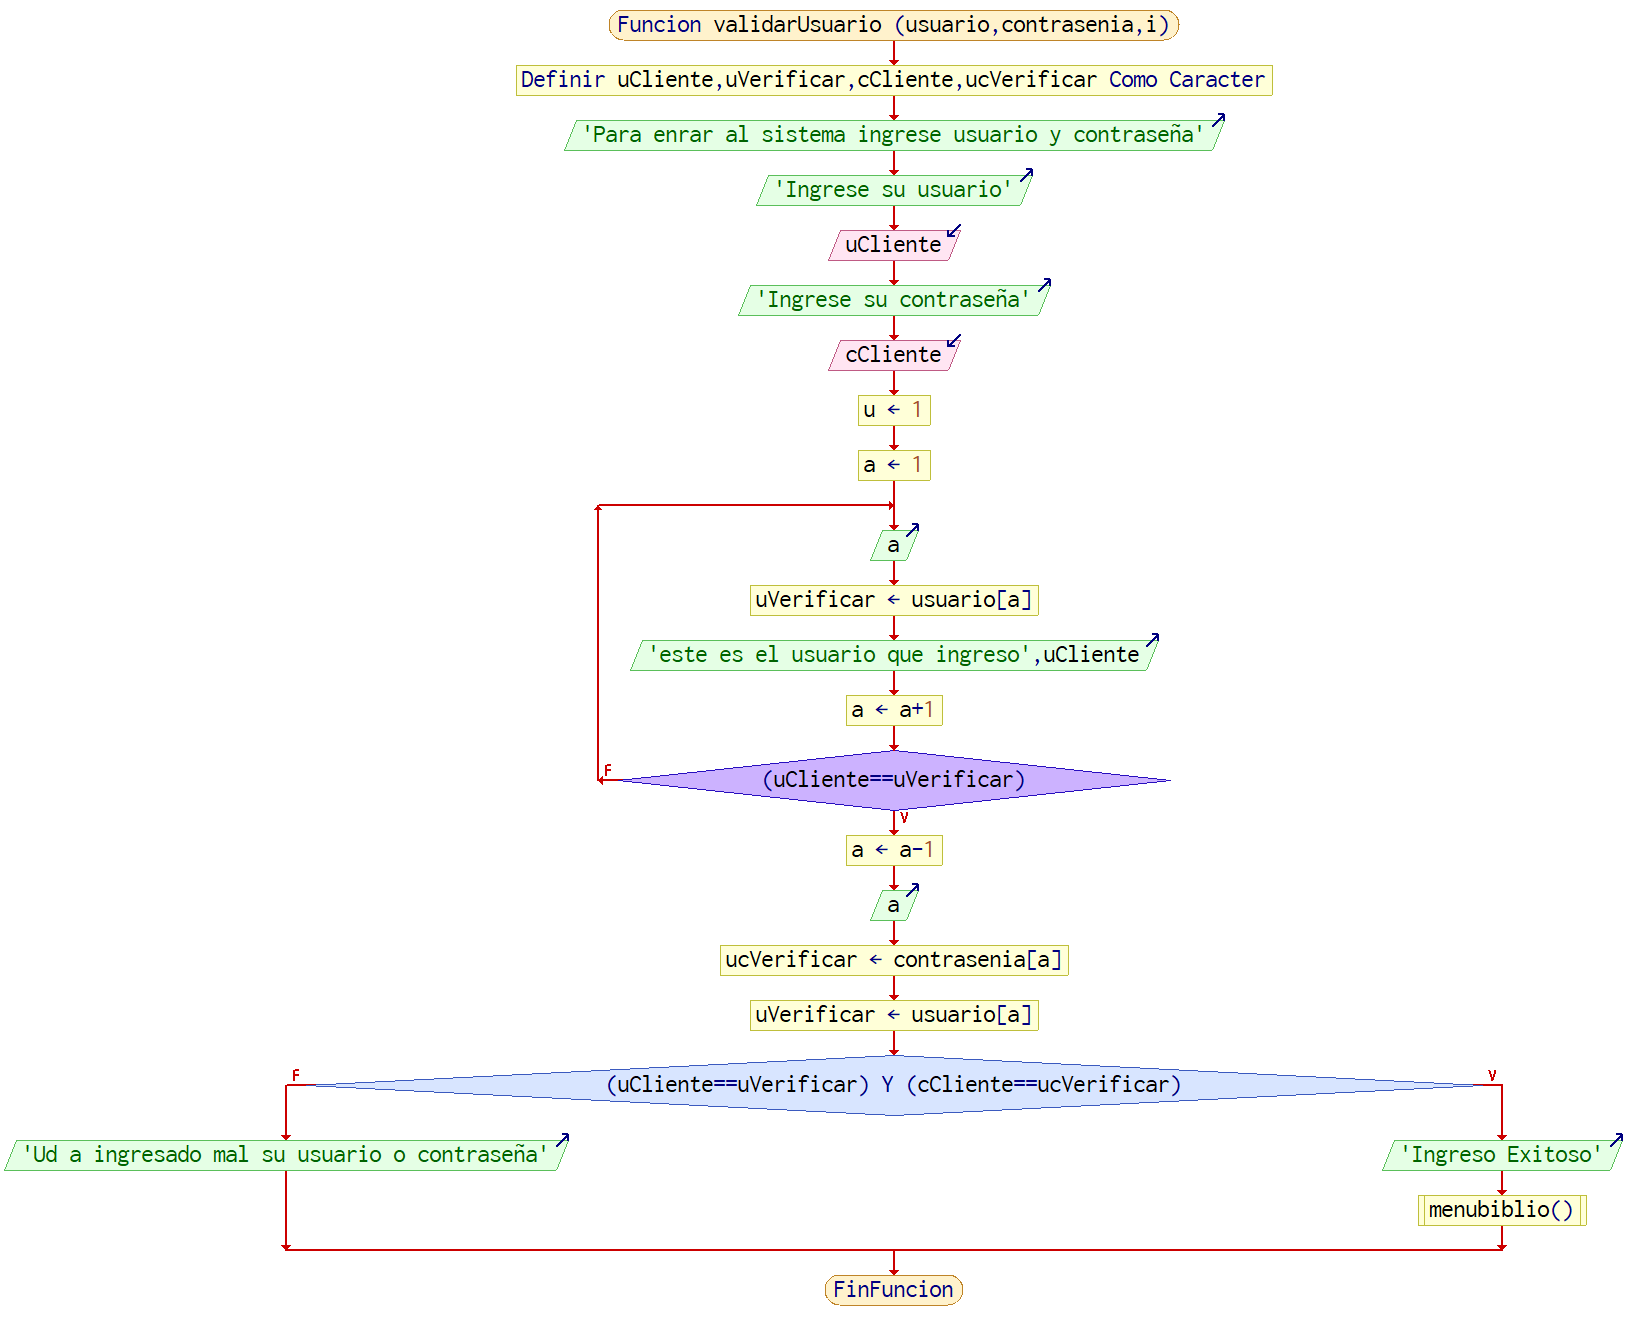 Funcion validarUsuario (usuario,contrasenia,i)
Definir uCliente,uVerificar,cCliente,ucVerificar Como Caracter
'Para enrar al sistema ingrese usuario y contraseña'
'Ingrese su usuario'
uCliente
'Ingrese su contraseña'
cCliente
u ← 1
a ← 1
a
uVerificar ← usuario[a]
'este es el usuario que ingreso',uCliente
a ← a+1
F
(uCliente==uVerificar)
V
a ← a-1
a
ucVerificar ← contrasenia[a]
uVerificar ← usuario[a]
F
(uCliente==uVerificar) Y (cCliente==ucVerificar)
V
'Ud a ingresado mal su usuario o contraseña'
'Ingreso Exitoso'
menubiblio()
FinFuncion